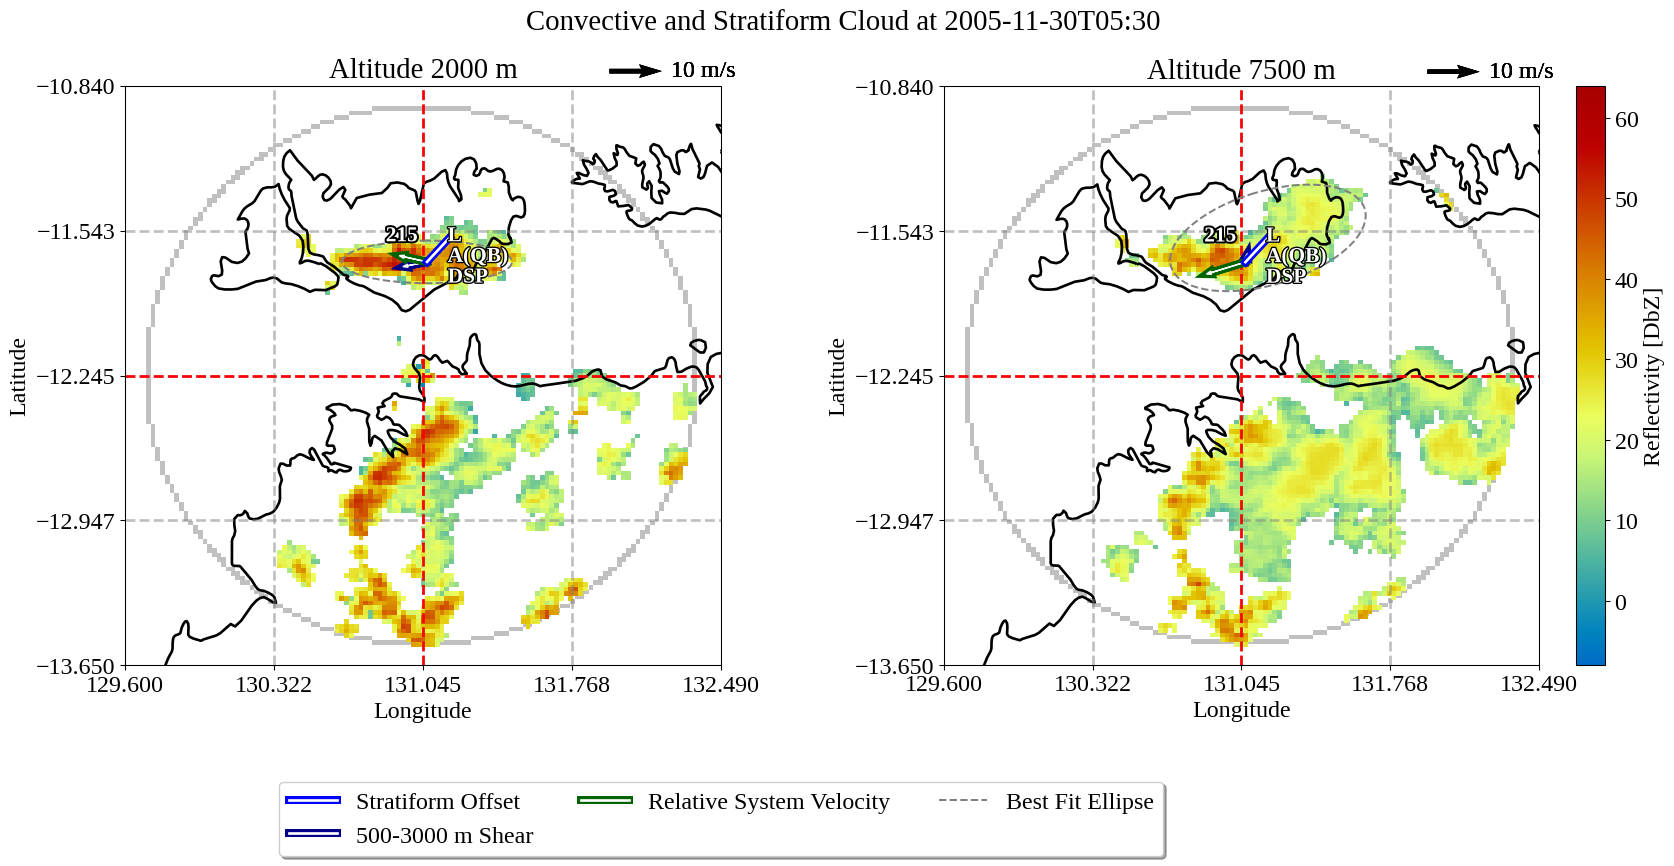 Convective and Stratiform Cloud at 2005-11-30T05:30
Altitude 2000 m
10 m/s
−10.840
−11.543
−12.245
−12.947
−13.650
Latitude
215
L
A(QB)
DSP
129.600
130.322
131.045
131.768
132.490
Longitude
Altitude 7500 m
10 m/s
−10.840
−11.543
−12.245
−12.947
−13.650
Latitude
215
L
A(QB)
DSP
129.600
130.322
131.045
131.768
132.490
Longitude
60
50
40
30
20
10
0
Reflectivity [DbZ]
Stratiform Offset
500-3000 m Shear
Relative System Velocity
Best Fit Ellipse